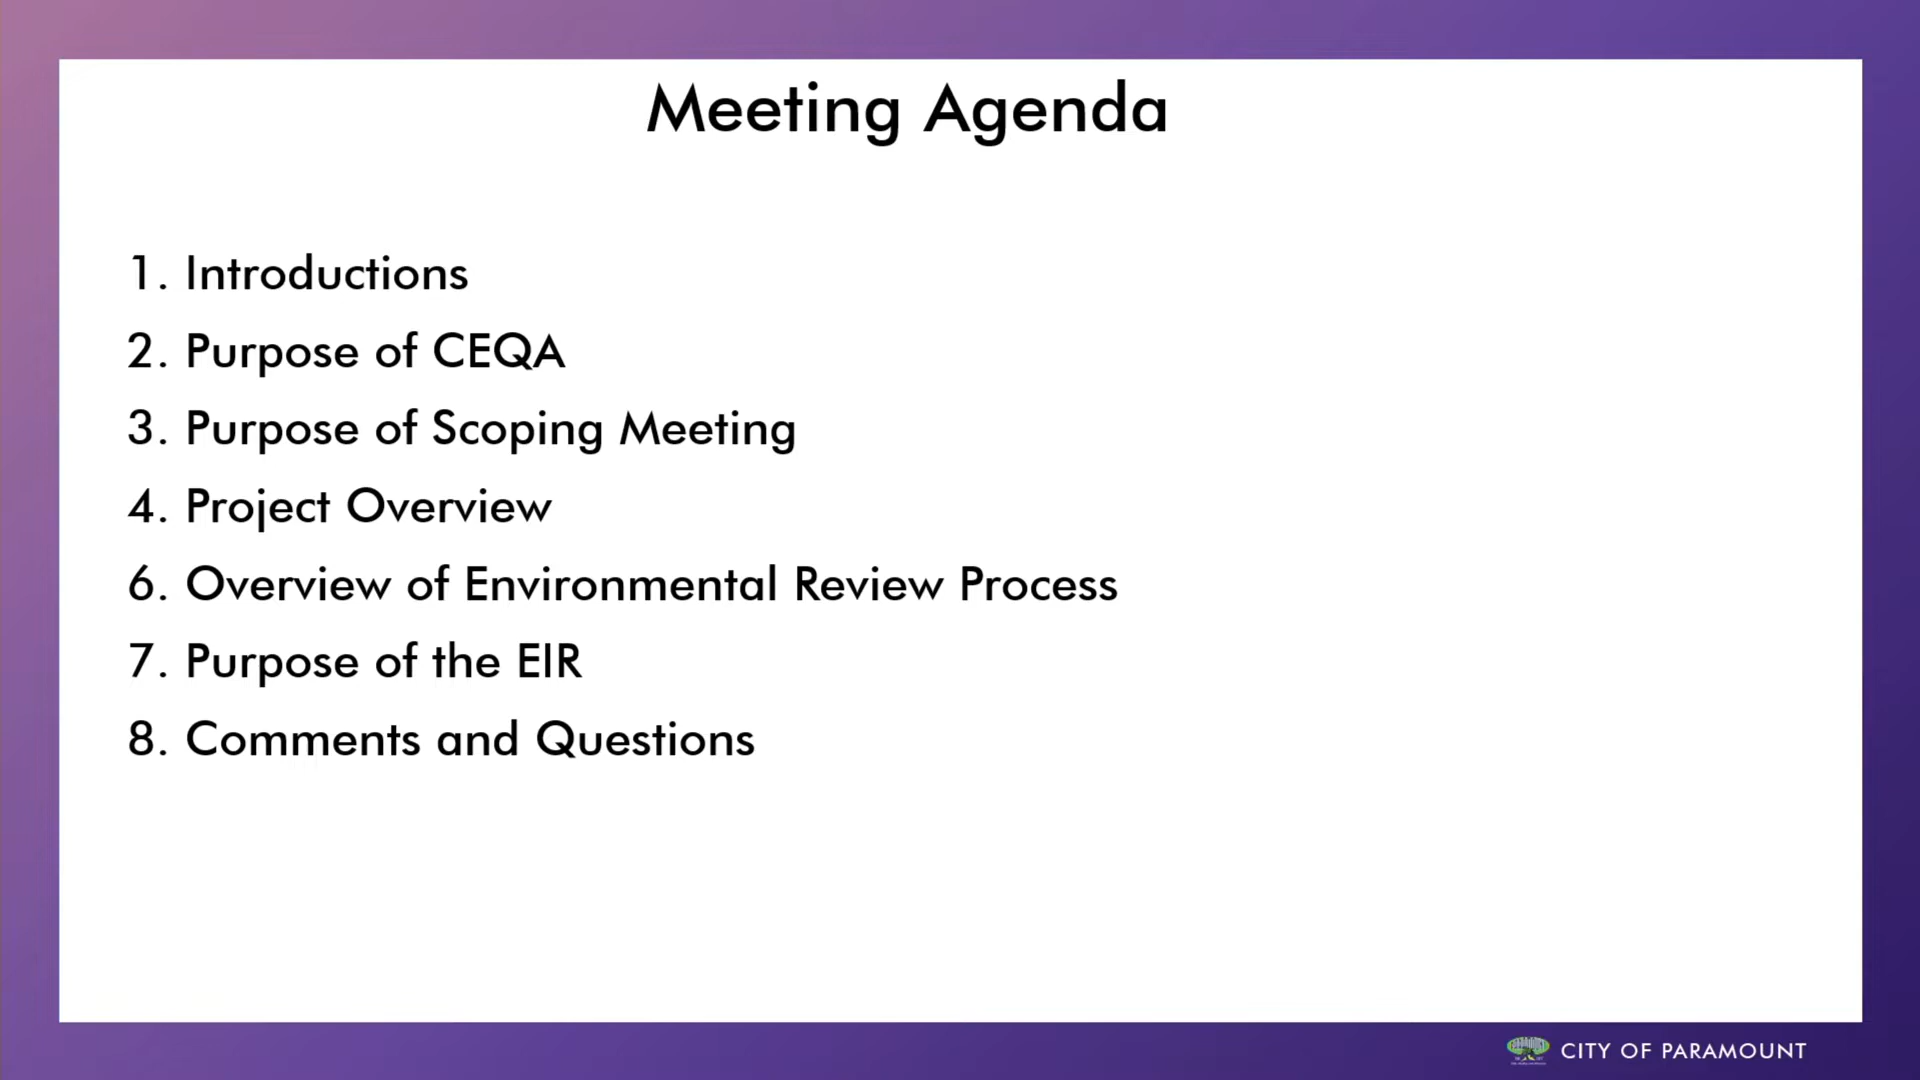 Meeting Agenda
1. Introductions
2. Purpose of CEQA
3. Purpose of Scoping Meeting
4. Project Overview
6. Overview of Environmental Review Process
7. Purpose of the EIR
8. Comments and Questions
CITY OF PARAMOUNT